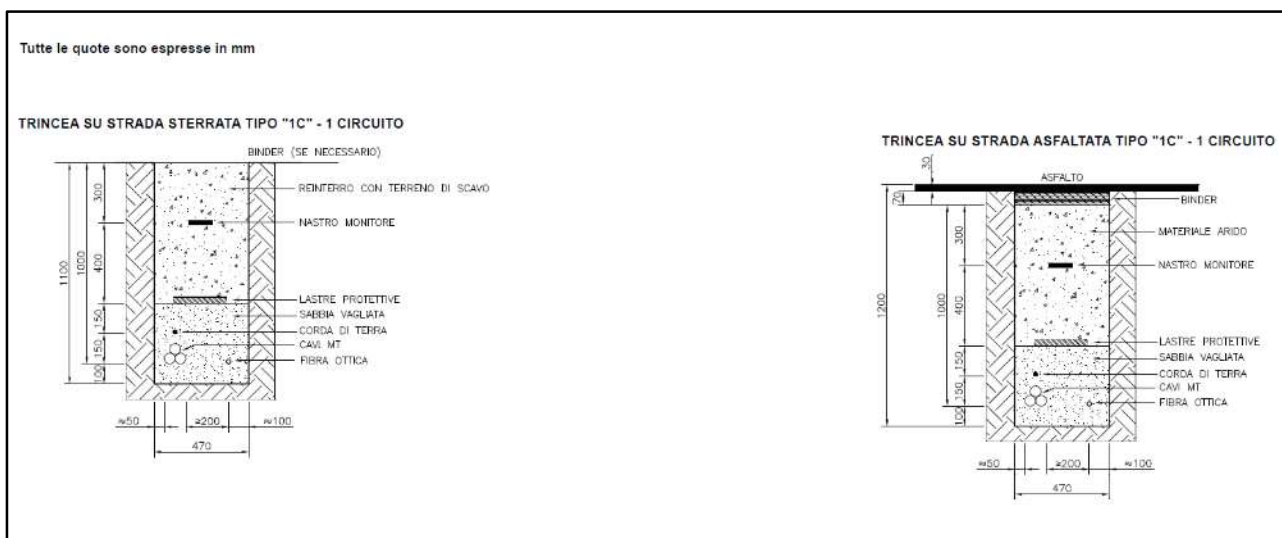 Tutte le quote sono espresse in mm
TRINCEA SU STRADA STERRATA TIPO "1C" - 1 CIRCUITO
BINDER (SE NECESSARIO)
REINTERRO CON TERRENO DI SCAVO
NASTRO MONITORE
LASTRE PROTETTIVE
SABBIA VAGLIATA
CORDA DI TERRA
CAVI MT
FIBRA OTTICA
1100
1000
300
400
150
150
100
≈50
≥200
≈100
470
TRINCEA SU STRADA ASFALTATA TIPO "1C" - 1 CIRCUITO
30
ASFALTO
70
BINDER
MATERIALE ARIDO
NASTRO MONITORE
LASTRE PROTETTIVE
SABBIA VAGLIATA
CORDA DI TERRA
CAVI MT
FIBRA OTTICA
1200
1000
300
400
150
150
100
≈50
≥200
≈100
470